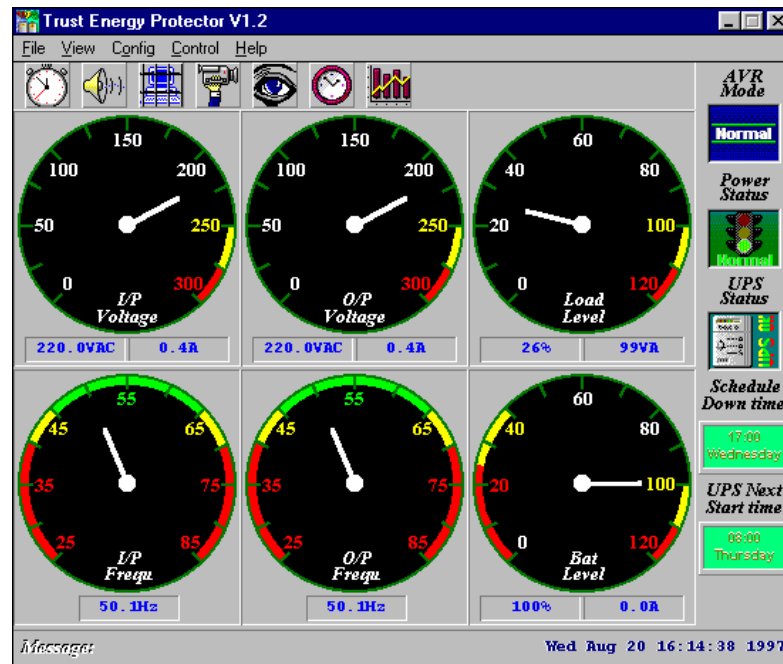 Trust Energy Protector V1.2
File View Config Control Help
AVR
Mode
Normal
Power
Status
Normal
UPS
Status
Schedule
Down time
17:00
Wednesday
UPS Next
Start time
08:00
Thursday
0 50 100 150 200 250 300
I/P
Voltage
220.0VAC 0.4A
0 50 100 150 200 250 300
O/P
Voltage
220.0VAC 0.4A
0 20 40 60 80 100 120
Load
Level
26% 99VA
25 35 45 55 65 75 85
I/P
Frequ
50.1Hz
25 35 45 55 65 75 85
O/P
Frequ
50.1Hz
0 20 40 60 80 100 120
Bat
Level
100% 0.0A
Message:
Wed Aug 20 16:14:38 1997